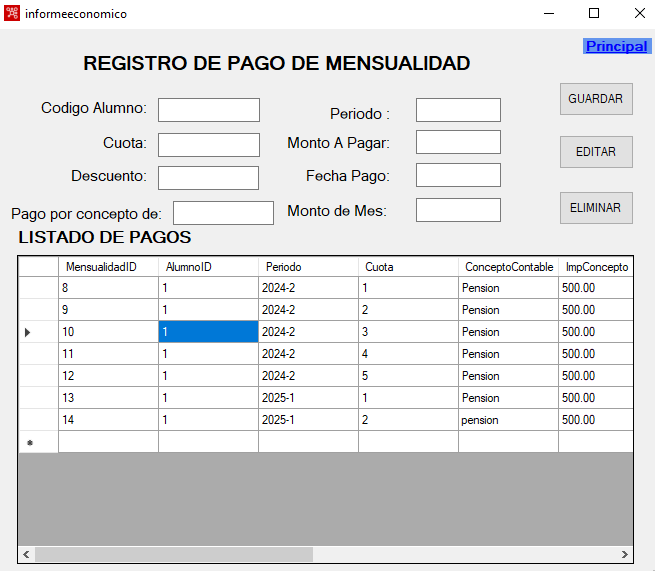 informeeconomico
Principal
REGISTRO DE PAGO DE MENSUALIDAD
Codigo Alumno:
Periodo :
GUARDAR
Cuota:
Monto A Pagar:
EDITAR
Descuento:
Fecha Pago:
Pago por concepto de:
Monto de Mes:
ELIMINAR
LISTADO DE PAGOS
MensualidadID AlumnoID Periodo Cuota ConceptoContable ImpConcepto
8 1 2024-2 1 Pension 500.00
9 1 2024-2 2 Pension 500.00
10 1 2024-2 3 Pension 500.00
11 1 2024-2 4 Pension 500.00
12 1 2024-2 5 Pension 500.00
13 1 2025-1 1 Pension 500.00
14 1 2025-1 2 pension 500.00